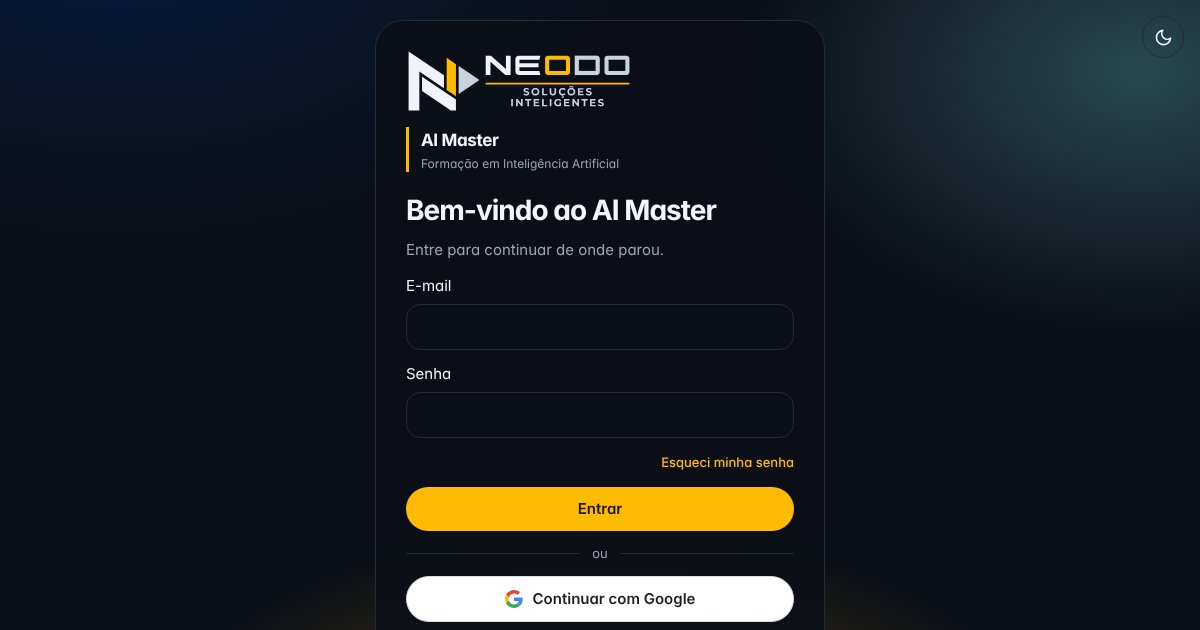 NEODO
SOLUÇÕES
INTELIGENTES
AI Master
Formação em Inteligência Artificial
Bem-vindo ao AI Master
Entre para continuar de onde parou.
E-mail
Senha
Esqueci minha senha
Entrar
ou
Continuar com Google